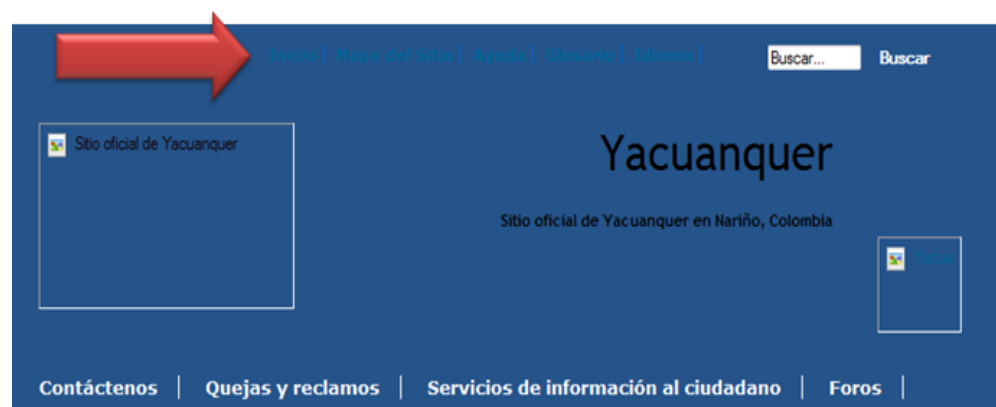 Inicio | Mapa del Sitio | Ayuda | Glosario | Idioma |
Buscar...
Buscar
Sitio oficial de Yacuanquer
Yacuanquer
Sitio oficial de Yacuanquer en Nariño, Colombia
Contáctenos | Quejas y reclamos | Servicios de información al ciudadano | Foros |